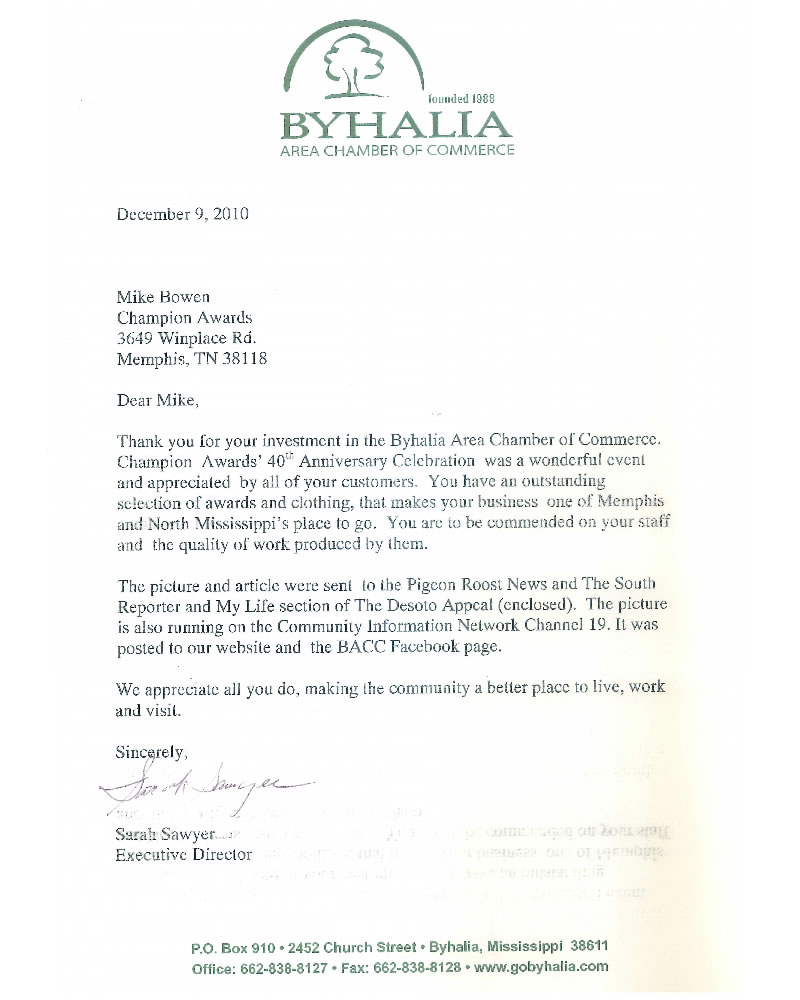 founded 1988
BYHALIA
AREA CHAMBER OF COMMERCE
December 9, 2010
Mike Bowen
Champion Awards
3649 Winplace Rd.
Memphis, TN 38118
Dear Mike,
Thank you for your investment in the Byhalia Area Chamber of Commerce.
Champion Awards' 40th Anniversary Celebration was a wonderful event
and appreciated by all of your customers. You have an outstanding
selection of awards and clothing, that makes your business one of Memphis
and North Mississippi's place to go. You are to be commended on your staff
and the quality of work produced by them.
The picture and article were sent to the Pigeon Roost News and The South
Reporter and My Life section of The Desoto Appeal (enclosed). The picture
is also running on the Community Information Network Channel 19. It was
posted to our website and the BACC Facebook page.
We appreciate all you do, making the community a better place to live, work
and visit.
Sincerely,
Sarah Sawyer
Sarah Sawyer
Executive Director
P.O. Box 910 • 2452 Church Street • Byhalia, Mississippi 38611
Office: 662-838-8127 • Fax: 662-838-8128 • www.gobyhalia.com